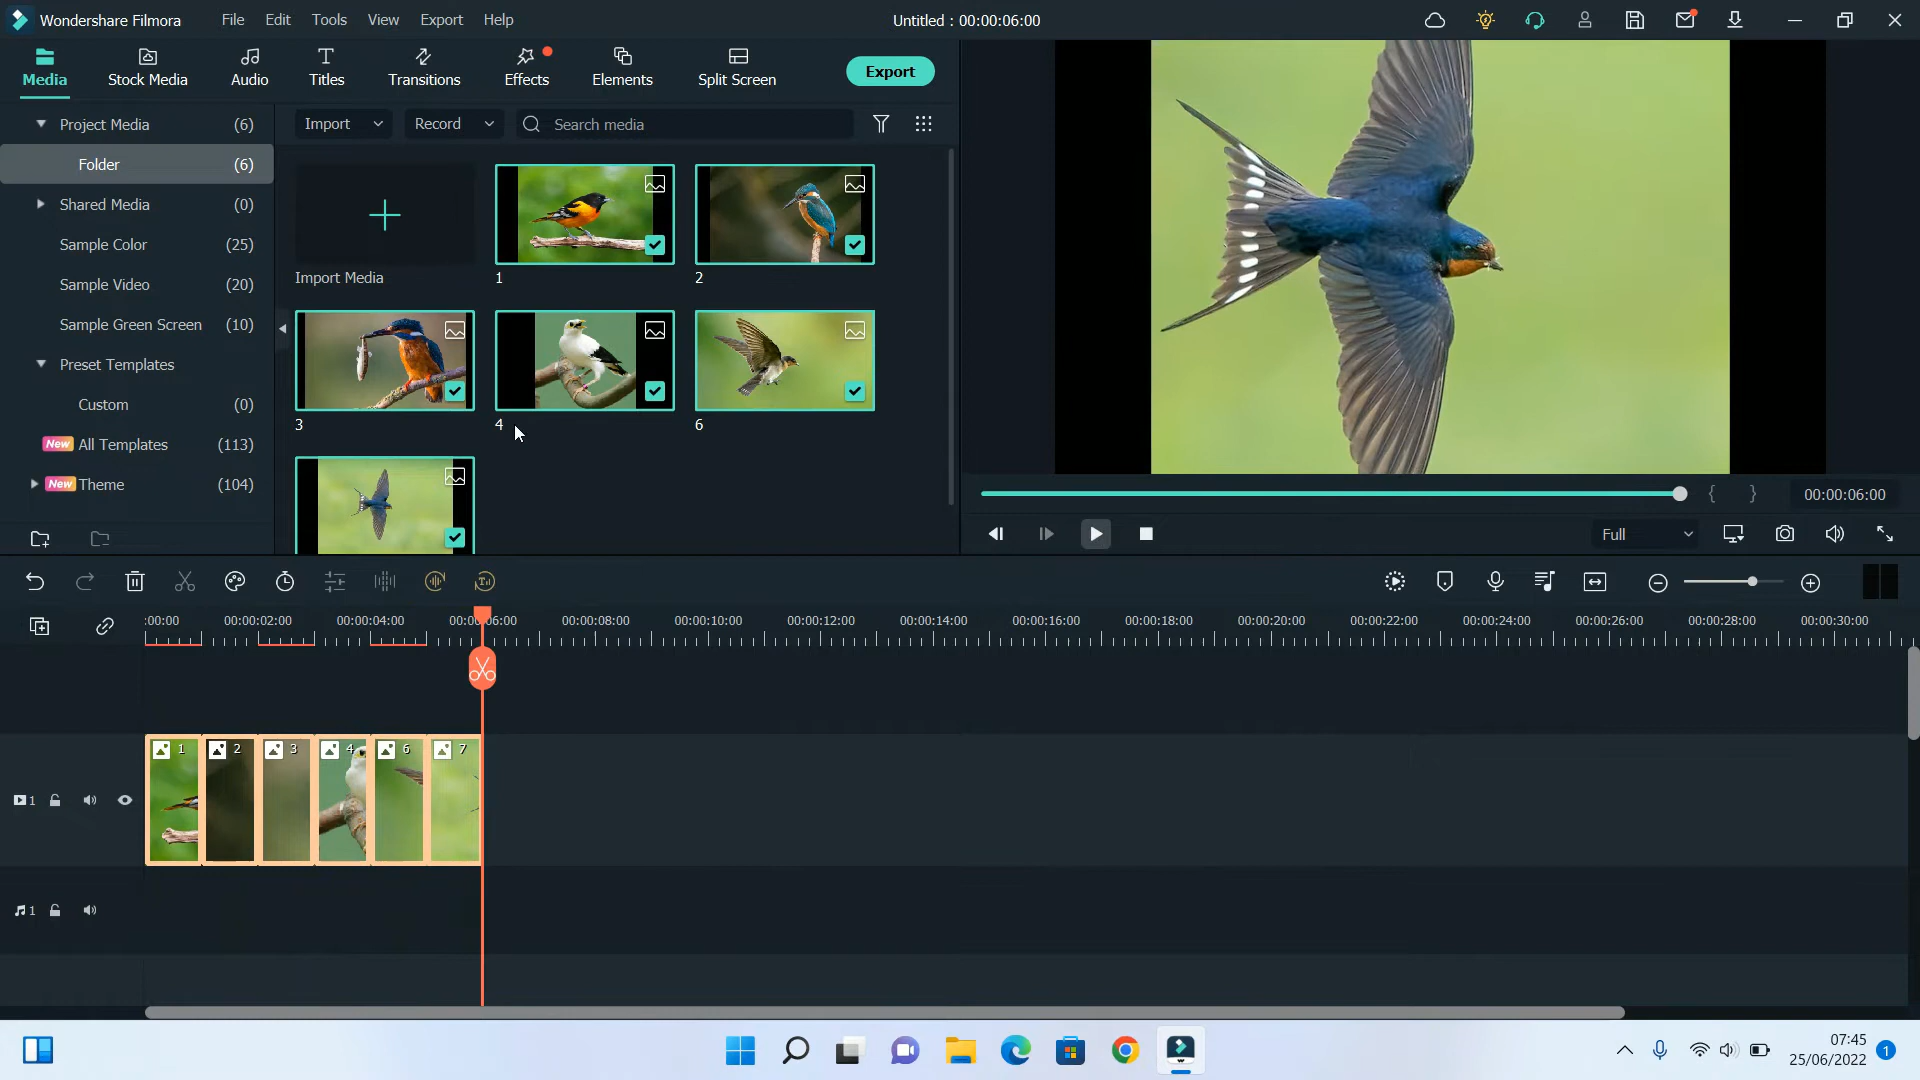 Wondershare Filmora File Edit Tools View Export Help Untitled : 00:00:06:00
Media Stock Media Audio Titles Transitions Effects Elements Split Screen Export
Project Media (6)
Folder (6)
Shared Media (0)
Sample Color (25)
Sample Video (20)
Sample Green Screen (10)
Preset Templates
Custom (0)
New All Templates (113)
New Theme (104)
Import Record Search media
Import Media
1
2
3
4
6
00:00:06:00
Full
:00:00 00:00:02:00 00:00:04:00 00:00:06:00 00:00:08:00 00:00:10:00 00:00:12:00 00:00:14:00 00:00:16:00 00:00:18:00 00:00:20:00 00:00:22:00 00:00:24:00 00:00:26:00 00:00:28:00 00:00:30:00
1 2 3 4 6 7
1
1
07:45
25/06/2022
1